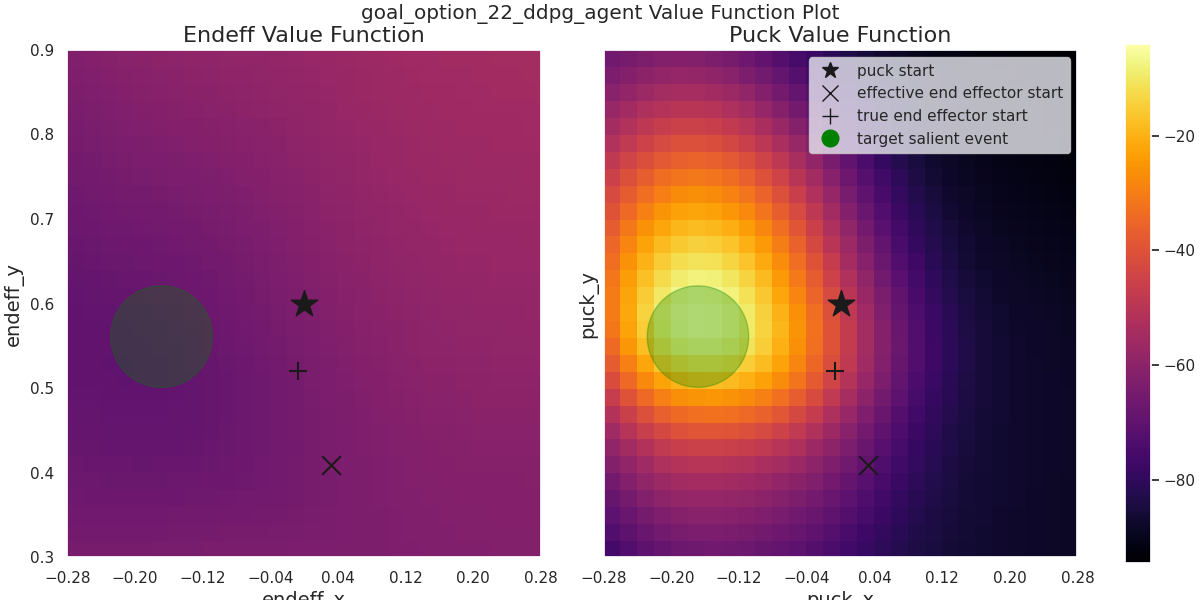 goal_option_22_ddpg_agent Value Function Plot
Endeff Value Function
Puck Value Function
0.9
0.8
0.7
0.6
0.5
0.4
0.3
endeff_y
−0.28 −0.20 −0.12 −0.04 0.04 0.12 0.20 0.28
endeff_x
puck_y
puck start
effective end effector start
true end effector start
target salient event
−0.28 −0.20 −0.12 −0.04 0.04 0.12 0.20 0.28
puck_x
−20
−40
−60
−80